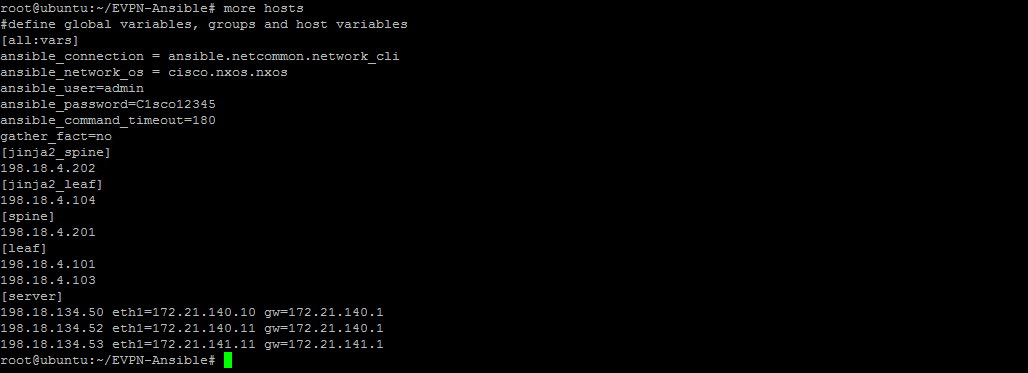 root@ubuntu:~/EVPN-Ansible# more hosts
#define global variables, groups and host variables
[all:vars]
ansible_connection = ansible.netcommon.network_cli
ansible_network_os = cisco.nxos.nxos
ansible_user=admin
ansible_password=C1sco12345
ansible_command_timeout=180
gather_fact=no
[jinja2_spine]
198.18.4.202
[jinja2_leaf]
198.18.4.104
[spine]
198.18.4.201
[leaf]
198.18.4.101
198.18.4.103
[server]
198.18.134.50 eth1=172.21.140.10 gw=172.21.140.1
198.18.134.52 eth1=172.21.140.11 gw=172.21.140.1
198.18.134.53 eth1=172.21.141.11 gw=172.21.141.1
root@ubuntu:~/EVPN-Ansible#